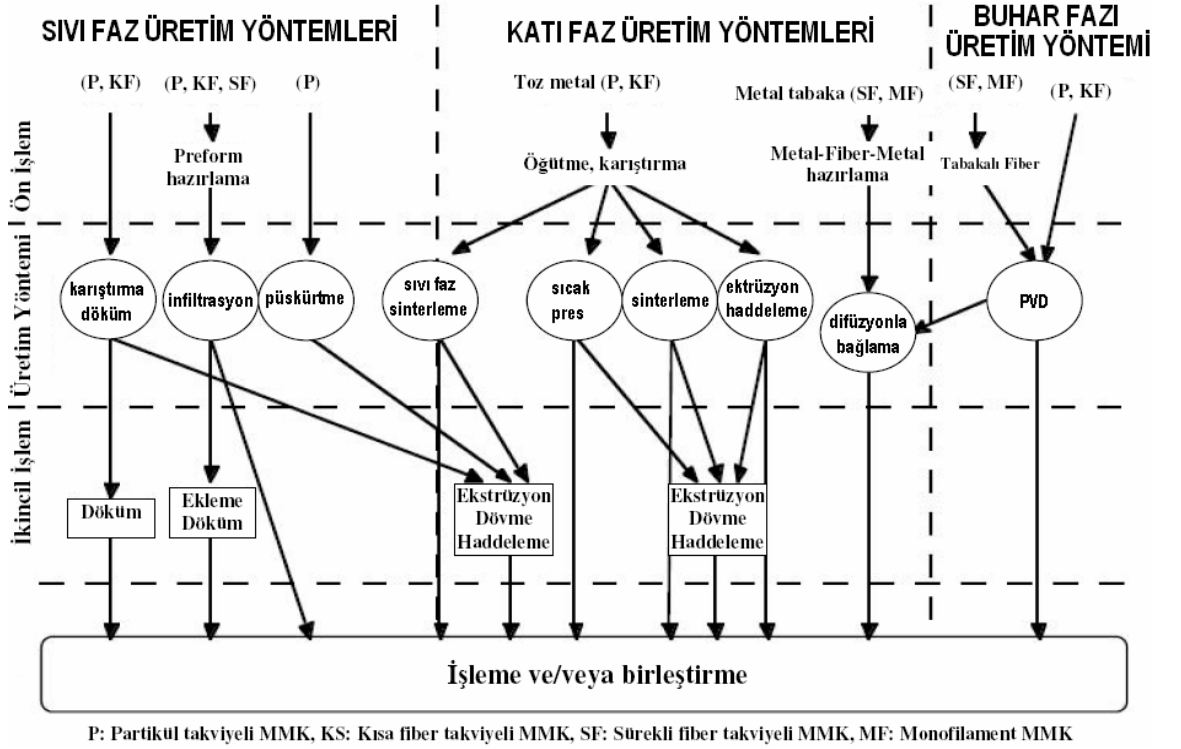 SIVI FAZ ÜRETİM YÖNTEMLERİ
KATI FAZ ÜRETİM YÖNTEMLERİ
BUHAR FAZI
ÜRETİM YÖNTEMİ
(P, KF)
(P, KF, SF)
(P)
Toz metal (P, KF)
Metal tabaka (SF, MF)
(SF, MF)
(P, KF)
Ön İşlem
Preform
hazırlama
Öğütme, karıştırma
Metal-Fiber-Metal
hazırlama
Tabakalı Fiber
Üretim Yöntemi
karıştırma
döküm
infiltrasyon
püskürtme
sıvı faz
sinterleme
sıcak
pres
sinterleme
ektrüzyon
haddeleme
difüzyonla
bağlama
PVD
İkincil işlem
Döküm
Ekleme
Döküm
Ekstrüzyon
Dövme
Haddeleme
Ekstrüzyon
Dövme
Haddeleme
İşleme ve/veya birleştirme
P: Partikül takviyeli MMK, KS: Kısa fiber takviyeli MMK, SF: Sürekli fiber takviyeli MMK, MF: Monofilament MMK